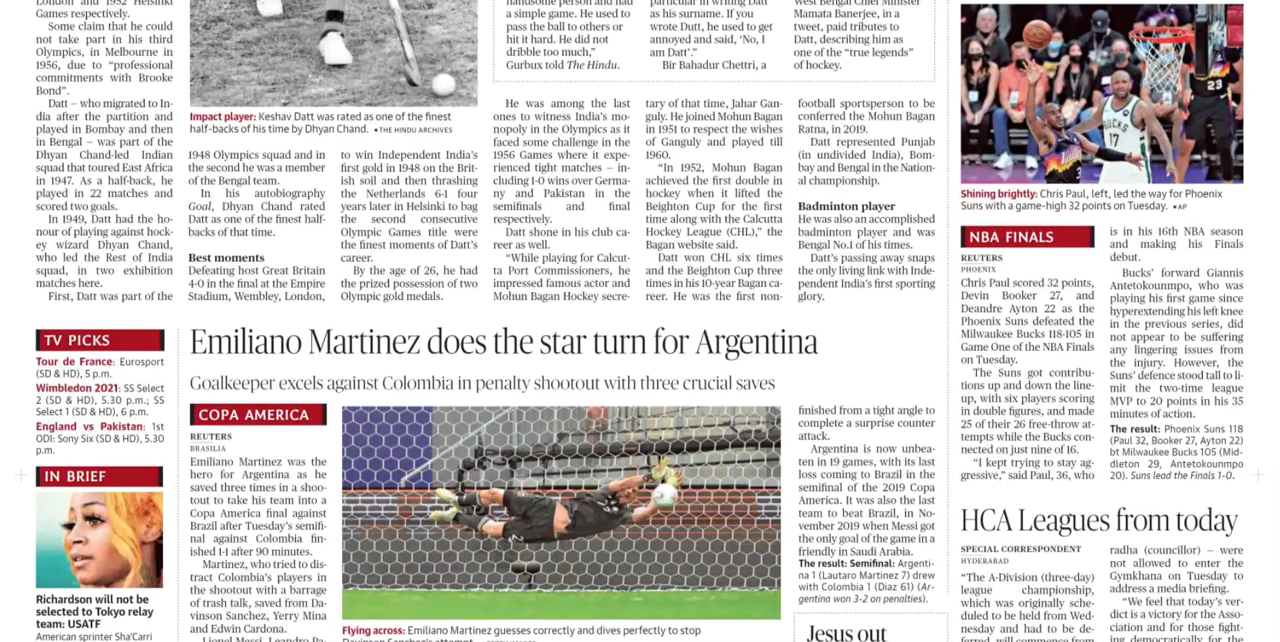 London and 1952 Helsinki
Games respectively.
Some claim that he could
not take part in his third
Olympics, in Melbourne in
1956, due to “professional
commitments with Brooke
Bond”.
Datt – who migrated to In-
dia after the partition and
played in Bombay and then
in Bengal – was part of the
Dhyan Chand-led Indian
squad that toured East Africa
in 1947. As a half-back, he
played in 22 matches and
scored two goals.
In 1949, Datt had the ho-
nour of playing against hock-
ey wizard Dhyan Chand,
who led the Rest of India
squad, in two exhibition
matches here.
First, Datt was part of the
Impact player: Keshav Datt was rated as one of the finest
half-backs of his time by Dhyan Chand. • THE HINDU ARCHIVES
1948 Olympics squad and in
the second he was a member
of the Bengal team.
In his autobiography
Goal, Dhyan Chand rated
Datt as one of the finest half-
backs of that time.
Best moments
Defeating host Great Britain
4-0 in the final at the Empire
Stadium, Wembley, London,
to win Independent India’s
first gold in 1948 on the Brit-
ish soil and then thrashing
the Netherlands 6-1 four
years later in Helsinki to bag
the second consecutive
Olympic Games title were
the finest moments of Datt’s
career.
By the age of 26, he had
the prized possession of two
Olympic gold medals.
handsome person and had
a simple game. He used to
pass the ball to others or
hit it hard. He did not
dribble too much,”
Gurbux told The Hindu.
particular in writing Datt
as his surname. If you
wrote Dutt, he used to get
annoyed and said, ‘No, I
am Datt’.”
Bir Bahadur Chettri, a
West Bengal Chief Minister
Mamata Banerjee, in a
tweet, paid tributes to
Datt, describing him as
one of the “true legends”
of hockey.
He was among the last
ones to witness India’s mo-
nopoly in the Olympics as it
faced some challenge in the
1956 Games where it expe-
rienced tight matches – in-
cluding 1-0 wins over Germa-
ny and Pakistan in the
semifinals and final
respectively.
Datt shone in his club ca-
reer as well.
“While playing for Calcut-
ta Port Commissioners, he
impressed famous actor and
Mohun Bagan Hockey secre-
tary of that time, Jahar Gan-
guly. He joined Mohun Bagan
in 1951 to respect the wishes
of Ganguly and played till
1960.
“In 1952, Mohun Bagan
achieved the first double in
hockey when it lifted the
Beighton Cup for the first
time along with the Calcutta
Hockey League (CHL),” the
Bagan website said.
Datt won CHL six times
and the Beighton Cup three
times in his 10-year Bagan ca-
reer. He was the first non-
football sportsperson to be
conferred the Mohun Bagan
Ratna, in 2019.
Datt represented Punjab
(in undivided India), Bom-
bay and Bengal in the Nation-
al championship.
Badminton player
He was also an accomplished
badminton player and was
Bengal No.1 of his times.
Datt’s passing away snaps
the only living link with Inde-
pendent India’s first sporting
glory.
BUCKS
17
23
Shining brightly: Chris Paul, left, led the way for Phoenix
Suns with a game-high 32 points on Tuesday. • AP
NBA FINALS
REUTERS
PHOENIX
Chris Paul scored 32 points,
Devin Booker 27, and
Deandre Ayton 22 as the
Phoenix Suns defeated the
Milwaukee Bucks 118-105 in
Game One of the NBA Finals
on Tuesday.
The Suns got contribu-
tions up and down the line-
up, with six players scoring
in double figures, and made
25 of their 26 free-throw at-
tempts while the Bucks con-
nected on just nine of 16.
“I kept trying to stay ag-
gressive,” said Paul, 36, who
is in his 16th NBA season
and making his Finals
debut.
Bucks’ forward Giannis
Antetokounmpo, who was
playing his first game since
hyperextending his left knee
in the previous series, did
not appear to be suffering
any lingering issues from
the injury. However, the
Suns’ defence stood tall to li-
mit the two-time league
MVP to 20 points in his 35
minutes of action.
The result: Phoenix Suns 118
(Paul 32, Booker 27, Ayton 22)
bt Milwaukee Bucks 105 (Mid-
dleton 29, Antetokounmpo
20). Suns lead the Finals 1-0.
TV PICKS
Tour de France: Eurosport
(SD & HD), 5 p.m.
Wimbledon 2021: SS Select
2 (SD & HD), 5.30 p.m.; SS
Select 1 (SD & HD), 6 p.m.
England vs Pakistan: 1st
ODI: Sony Six (SD & HD), 5.30
p.m.
IN BRIEF
Richardson will not be
selected to Tokyo relay
team: USATF
American sprinter Sha’Carri
Emiliano Martinez does the star turn for Argentina
Goalkeeper excels against Colombia in penalty shootout with three crucial saves
COPA AMERICA
REUTERS
BRASILIA
Emiliano Martinez was the
hero for Argentina as he
saved three times in a shoo-
tout to take his team into a
Copa America final against
Brazil after Tuesday’s semifi-
nal against Colombia fin-
ished 1-1 after 90 minutes.
Martinez, who tried to dis-
tract Colombia’s players in
the shootout with a barrage
of trash talk, saved from Da-
vinson Sanchez, Yerry Mina
and Edwin Cardona.
Lionel Messi, Leandro Pa-
Flying across: Emiliano Martinez guesses correctly and dives perfectly to stop
Davinson Sanchez’s attempt.
finished from a tight angle to
complete a surprise counter
attack.
Argentina is now unbea-
ten in 19 games, with its last
loss coming to Brazil in the
semifinal of the 2019 Copa
America. It was also the last
team to beat Brazil, in No-
vember 2019 when Messi got
the only goal of the game in a
friendly in Saudi Arabia.
The result: Semifinal: Argenti-
na 1 (Lautaro Martinez 7) drew
with Colombia 1 (Diaz 61) (Ar-
gentina won 3-2 on penalties).
Jesus out
HCA Leagues from today
SPECIAL CORRESPONDENT
HYDERABAD
“The A-Division (three-day)
league championship,
which was originally sche-
duled to be held from Wed-
nesday and had to be de-
ferred, will commence from
radha (councillor) – were
not allowed to enter the
Gymkhana on Tuesday to
address a media briefing.
“We feel that today’s ver-
dict is a victory for the Asso-
ciation and for those fight-
ing democratically for the